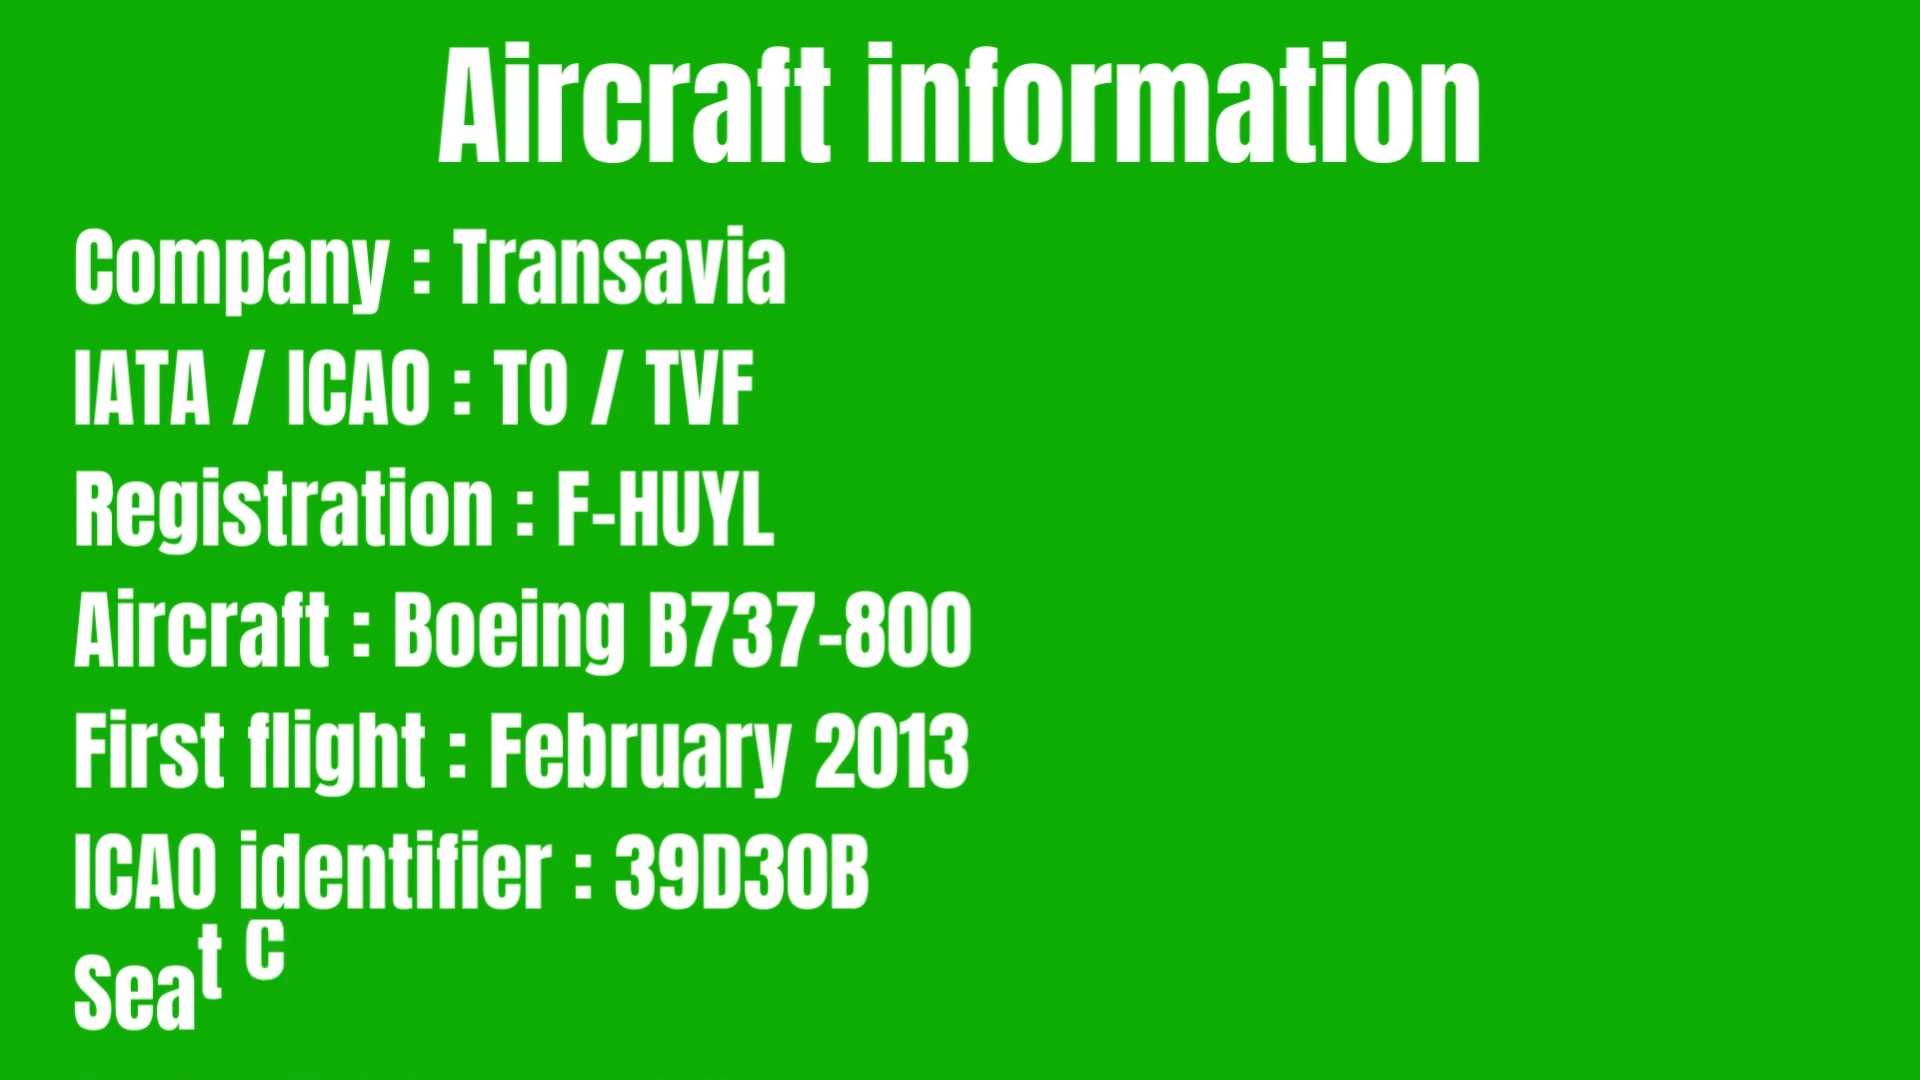 Aircraft information
Company : Transavia
IATA / ICAO : TO / TVF
Registration : F-HUYL
Aircraft : Boeing B737-800
First flight : February 2013
ICAO identifier : 39D30B
Seat c